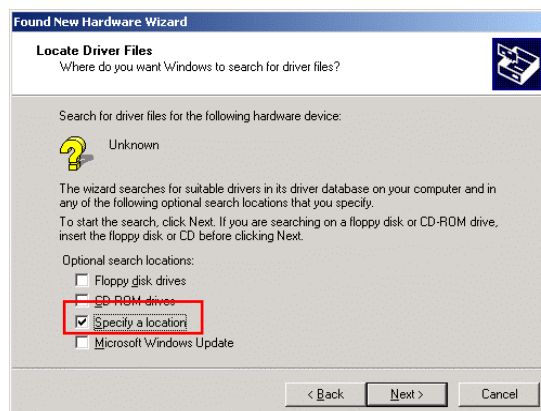 Found New Hardware Wizard
Locate Driver Files
Where do you want Windows to search for driver files?
Search for driver files for the following hardware device:
Unknown
The wizard searches for suitable drivers in its driver database on your computer and in
any of the following optional search locations that you specify.
To start the search, click Next. If you are searching on a floppy disk or CD-ROM drive,
insert the floppy disk or CD before clicking Next.
Optional search locations:
Floppy disk drives
CD-ROM drives
Specify a location
Microsoft Windows Update
< Back Next > Cancel